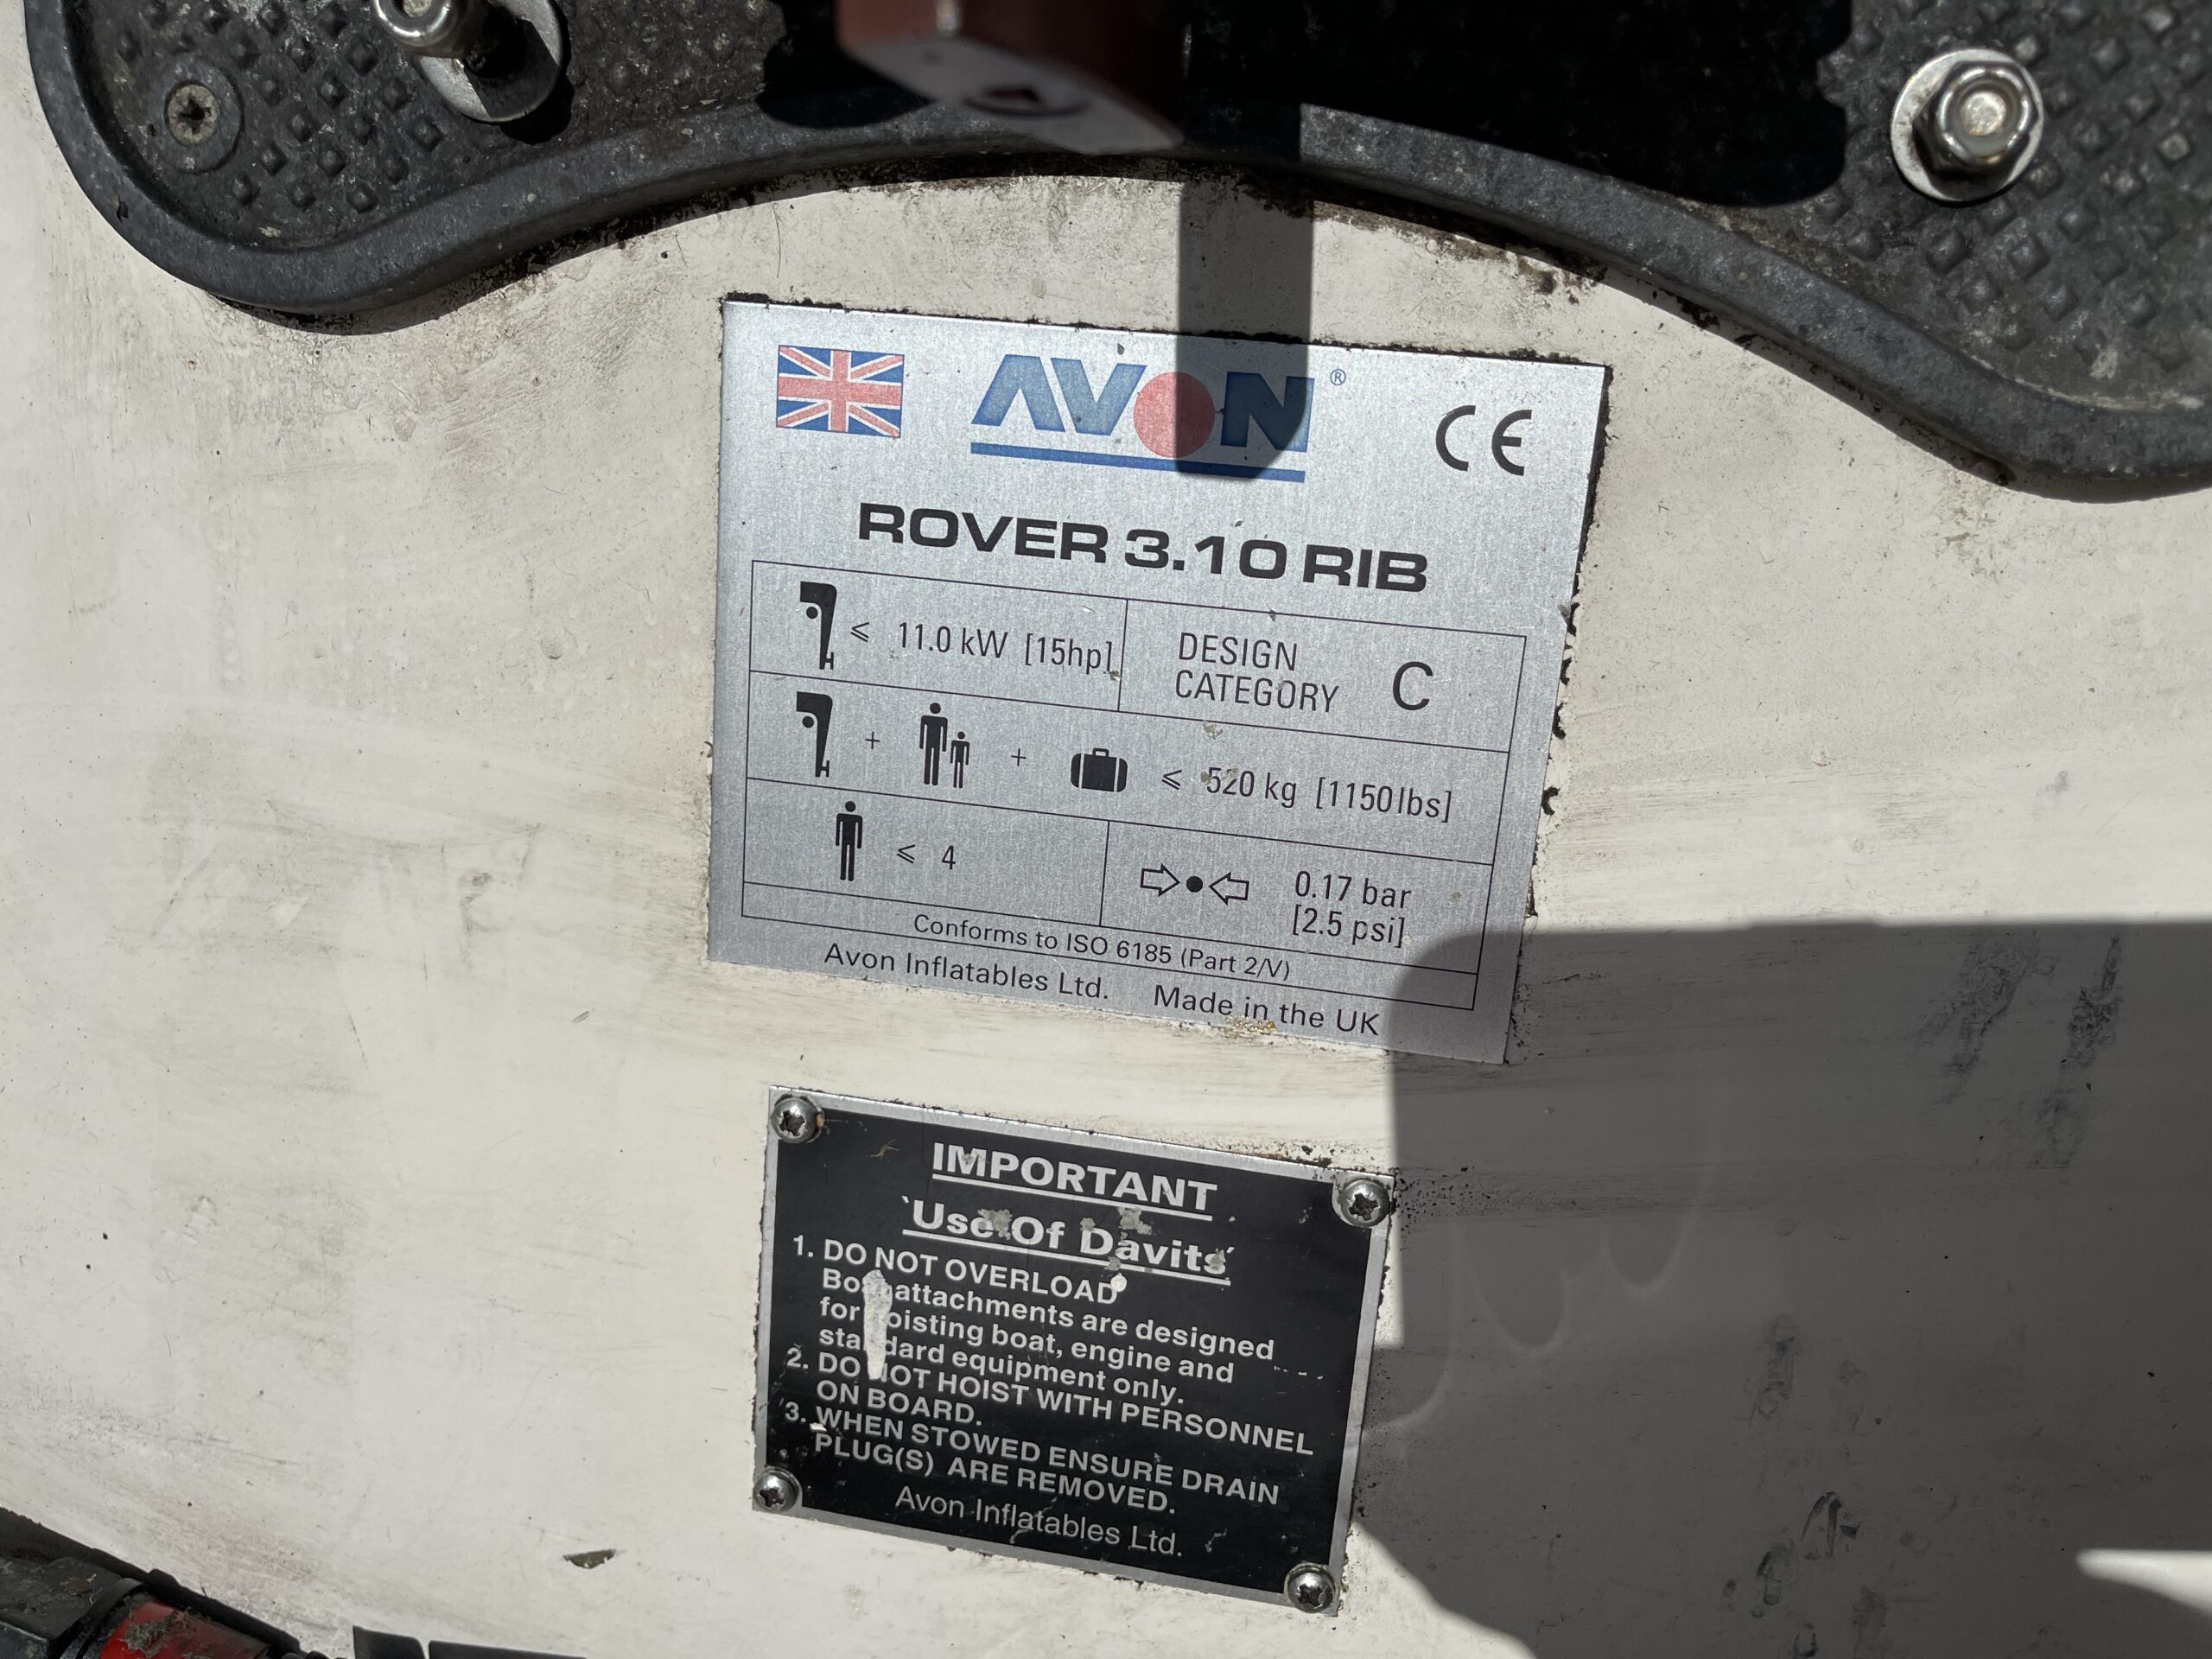 AVON® CE
ROVER 3.10 RIB
≤ 11.0 kW [15hp]
DESIGN
CATEGORY C
+ + ≤ 520 kg [1150lbs]
≤ 4
0.17 bar
[2.5 psi]
Conforms to ISO 6185 (Part 2/V)
Avon Inflatables Ltd. Made in the UK
IMPORTANT
'Use Of Davits'
1. DO NOT OVERLOAD
attachments are designed
for hoisting boat, engine and
standard equipment only.
2. DO NOT HOIST WITH PERSONNEL
ON BOARD.
3. WHEN STOWED ENSURE DRAIN
PLUG(S) ARE REMOVED.
Avon Inflatables Ltd.